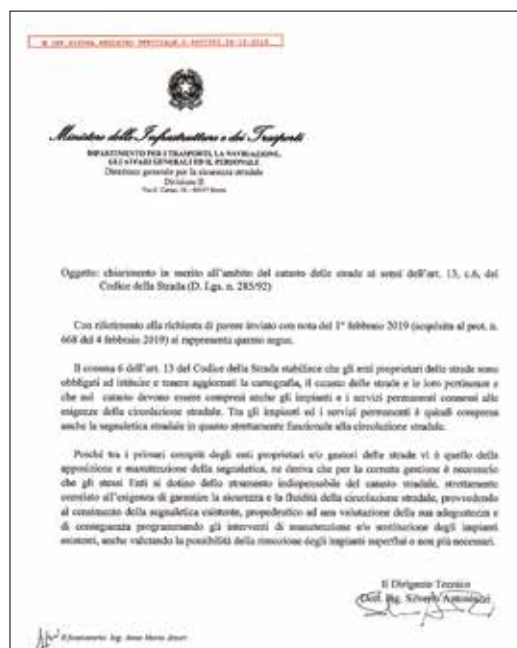 Ministero delle Infrastrutture e dei Trasporti
DIPARTIMENTO PER I TRASPORTI, LA NAVIGAZIONE,
GLI AFFARI GENERALI ED IL PERSONALE
Direzione generale per la sicurezza stradale
Divisione II
Oggetto: chiarimento in merito all'ambito del catasto delle strade ai sensi dell'art. 13, c.6, del
Codice della Strada (D. Lgs. n. 285/92)
Con riferimento alla richiesta di parere inviato con nota del 1° febbraio 2019 (acquisita al prot. n.
668 del 4 febbraio 2019) si rappresenta quanto segue.
Il comma 6 dell'art. 13 del Codice della Strada stabilisce che gli enti proprietari delle strade sono
obbligati ad istituire e tenere aggiornati la cartografia, il catasto delle strade e le loro pertinenze e
che nel catasto devono essere compresi anche gli impianti e i servizi permanenti connessi alle
esigenze della circolazione stradale. Tra gli impianti ed i servizi permanenti è quindi compresa
anche la segnaletica stradale in quanto strettamente funzionale alla circolazione stradale.
Poiché tra i primari compiti degli enti proprietari e/o gestori delle strade vi è quello della
apposizione e manutenzione della segnaletica, ne deriva che per la corretta gestione è necessario
che gli stessi Enti si dotino dello strumento indispensabile del catasto stradale, strettamente
correlato all'esigenza di garantire la sicurezza e la fluidità della circolazione stradale, provvedendo
al censimento della segnaletica esistente, propedeutico ad una valutazione della sua adeguatezza e
di conseguenza programmando gli interventi di manutenzione e/o sostituzione degli impianti
esistenti, anche valutando la possibilità della rimozione degli impianti superflui o non più necessari.
Il Dirigente Tecnico
Dott. Ing. Silverio Antoniazzi
Il funzionario: Ing. Anna Maria